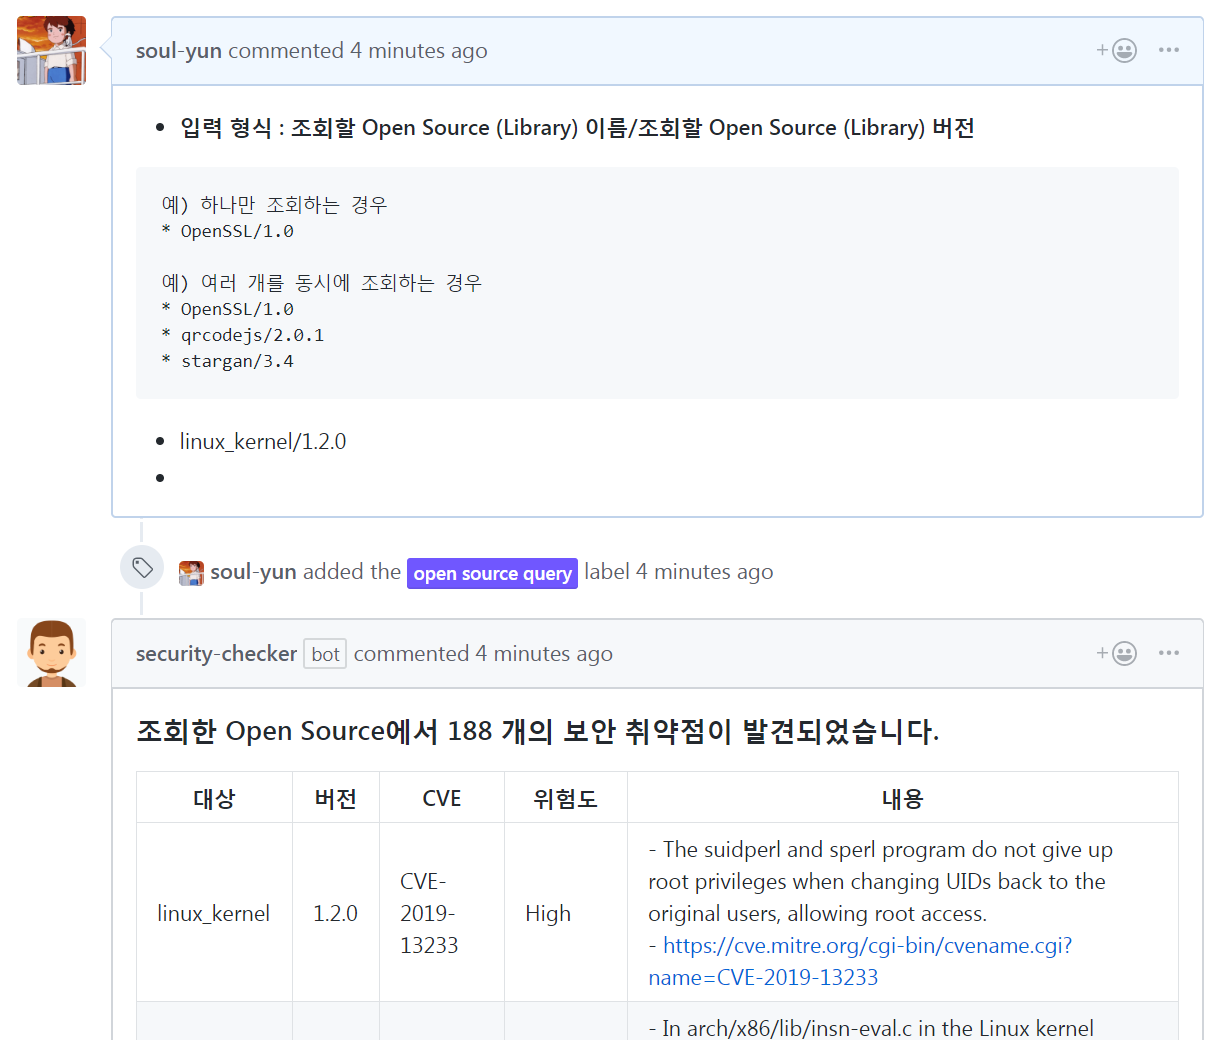 soul-yun commented 4 minutes ago
• 입력 형식 : 조회할 Open Source (Library) 이름/조회할 Open Source (Library) 버전
예) 하나만 조회하는 경우
* OpenSSL/1.0
예) 여러 개를 동시에 조회하는 경우
* OpenSSL/1.0
* qrcodejs/2.0.1
* stargan/3.4
• linux_kernel/1.2.0
•
soul-yun added the open source query label 4 minutes ago
security-checker bot commented 4 minutes ago
조회한 Open Source에서 188 개의 보안 취약점이 발견되었습니다.
대상 버전 CVE 위험도 내용
linux_kernel 1.2.0
CVE-
2019-
13233
High
- The suidperl and sperl program do not give up
root privileges when changing UIDs back to the
original users, allowing root access.
- https://cve.mitre.org/cgi-bin/cvename.cgi?
name=CVE-2019-13233
- In arch/x86/lib/insn-eval.c in the Linux kernel